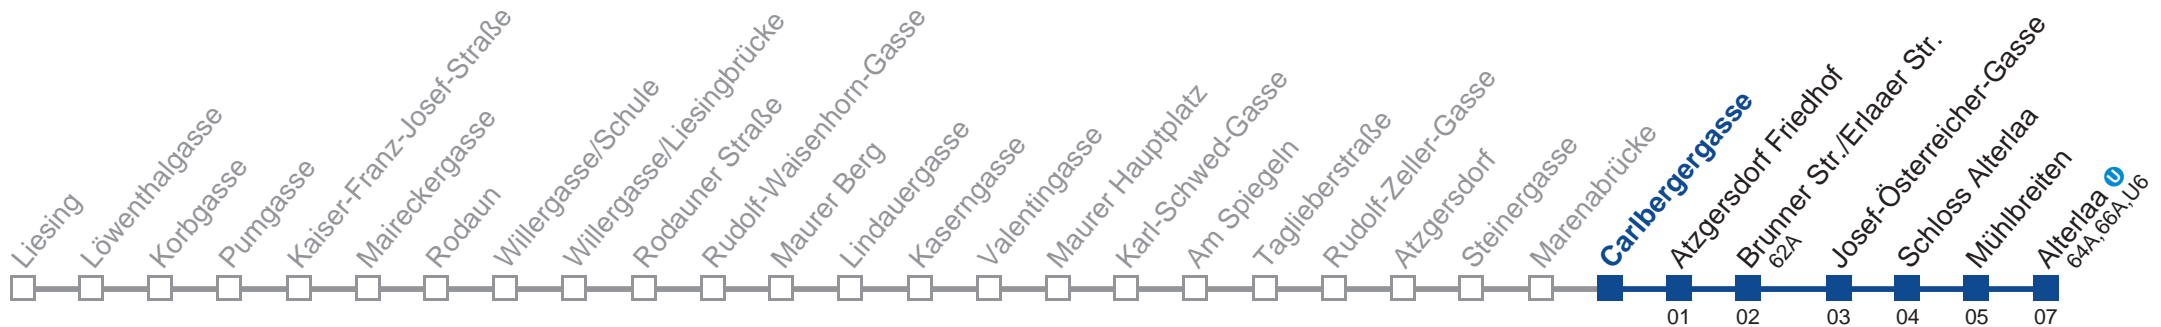 Liesing
Löwenthalgasse
Korbgasse
Pumgasse
Kaiser-Franz-Josef-Straße
Maireckergasse
Rodaun
Willergasse/Schule
Willergasse/Liesingbrücke
Rodauner Straße
Rudolf-Waisenhorn-Gasse
Maurer Berg
Lindauergasse
Kaserngasse
Valentingasse
Maurer Hauptplatz
Karl-Schwed-Gasse
Am Spiegeln
Taglieberstraße
Rudolf-Zeller-Gasse
Atzgersdorf
Steinergasse
Marenabrücke
Carlbergergasse
Atzgersdorf Friedhof
Brunner Str./Erlaaer Str.
62A
Josef-Österreicher-Gasse
Schloss Alterlaa
Mühlbreiten
Alterlaa U
64A,66A,U6
01 02 03 04 05 07